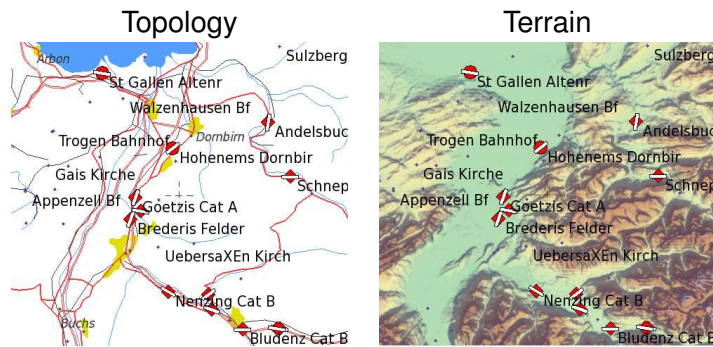 Topology
Terrain
Arbon
Sulzberg
St Gallen Altenr
Walzenhausen Bf
Andelsbuc
Trogen Bahnhof
Dornbirn
Hohenems Dornbir
Gais Kirche
Schnep
Appenzell Bf
Goetzis Cat A
Brederis Felder
UebersaXEn Kirch
Nenzing Cat B
Buchs
Bludenz Cat B
Sulzberg
St Gallen Altenr
Walzenhausen Bf
Andelsbuc
Trogen Bahnhof
Hohenems Dornbir
Gais Kirche
Schnep
Appenzell Bf
Goetzis Cat A
Brederis Felder
UebersaXEn Kirch
Nenzing Cat B
Bludenz Cat B